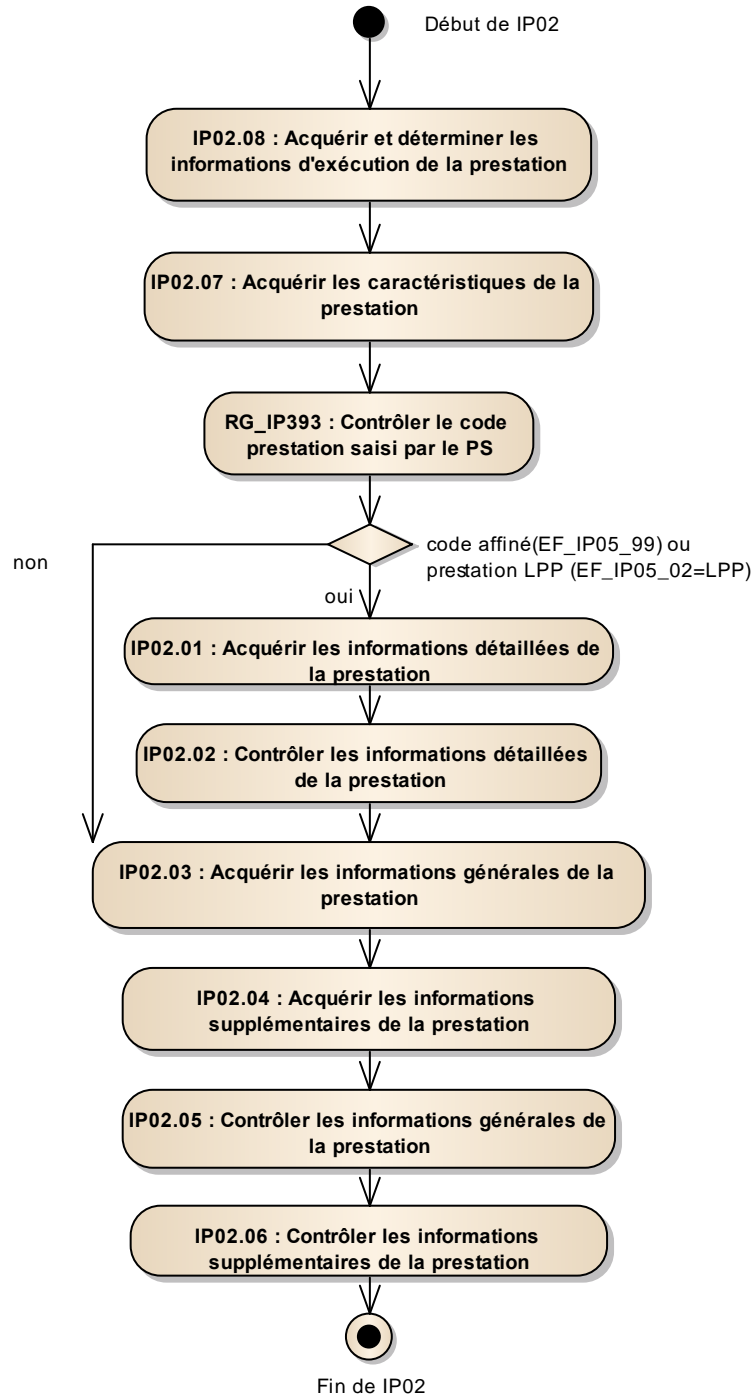 Début de IP02
IP02.08 : Acquérir et déterminer les
informations d'exécution de la prestation
IP02.07 : Acquérir les caractéristiques de la
prestation
RG_IP393 : Contrôler le code
prestation saisi par le PS
code affiné(EF_IP05_99) ou
prestation LPP (EF_IP05_02=LPP)
non
oui
IP02.01 : Acquérir les informations détaillées de
la prestation
IP02.02 : Contrôler les informations détaillées
de la prestation
IP02.03 : Acquérir les informations générales de la
prestation
IP02.04 : Acquérir les informations
supplémentaires de la prestation
IP02.05 : Contrôler les informations générales de
la prestation
IP02.06 : Contrôler les informations
supplémentaires de la prestation
Fin de IP02